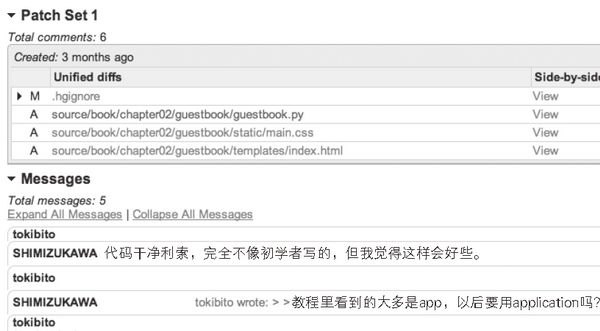 Patch Set 1
Total comments: 6
Created: 3 months ago
Unified diffs Side-by-side
M .hgignore View
A source/book/chapter02/guestbook/guestbook.py View
A source/book/chapter02/guestbook/static/main.css View
A source/book/chapter02/guestbook/templates/index.html View
Messages
Total messages: 5
Expand All Messages | Collapse All Messages
tokibito
SHIMIZUKAWA 代码干净利索，完全不像初学者写的，但我觉得这样会好些。
tokibito
SHIMIZUKAWA tokibito wrote: > >教程里看到的大多是app，以后要用application吗?
tokibito